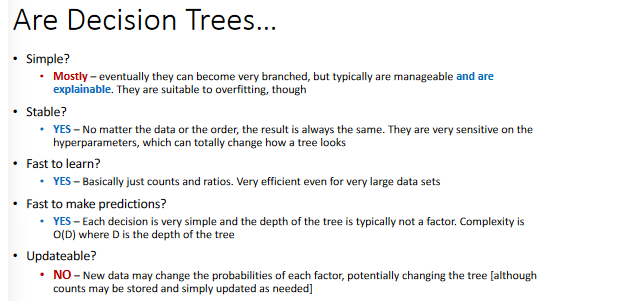 Are Decision Trees...
• Simple?
• Mostly – eventually they can become very branched, but typically are manageable and are
explainable. They are suitable to overfitting, though
• Stable?
• YES – No matter the data or the order, the result is always the same. They are very sensitive on the
hyperparameters, which can totally change how a tree looks
• Fast to learn?
• YES – Basically just counts and ratios. Very efficient even for very large data sets
• Fast to make predictions?
• YES – Each decision is very simple and the depth of the tree is typically not a factor. Complexity is
O(D) where D is the depth of the tree
• Updateable?
• NO – New data may change the probabilities of each factor, potentially changing the tree [although
counts may be stored and simply updated as needed]